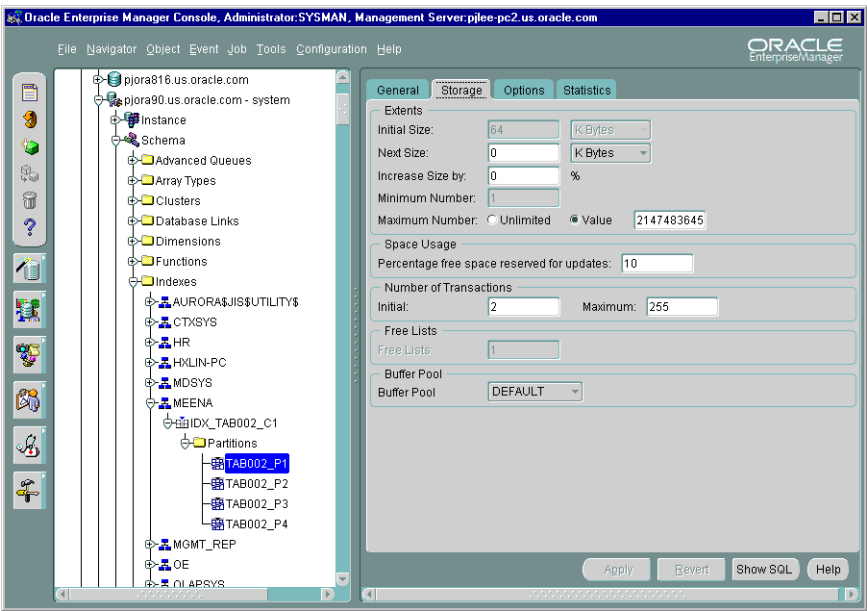 Oracle Enterprise Manager Console, Administrator:SYSMAN, Management Server:pjlee-pc2.us.oracle.com
File Navigator Object Event Job Tools Configuration Help
ORACLE
EnterpriseManager
pjora816.us.oracle.com
pjora90.us.oracle.com - system
Instance
Schema
Advanced Queues
Array Types
Clusters
Database Links
Dimensions
Functions
Indexes
AURORA$JIS$UTILITY$
CTXSYS
HR
HXLIN-PC
MDSYS
MEENA
IDX_TAB002_C1
Partitions
TAB002_P1
TAB002_P2
TAB002_P3
TAB002_P4
MGMT_REP
OE
OLAPSYS
General Storage Options Statistics
Extents
Initial Size: 64 K Bytes
Next Size: 0 K Bytes
Increase Size by: 0 %
Minimum Number: 1
Maximum Number: Unlimited Value 2147483645
Space Usage
Percentage free space reserved for updates: 10
Number of Transactions
Initial: 2 Maximum: 255
Free Lists
Free Lists: 1
Buffer Pool
Buffer Pool DEFAULT
Apply Revert Show SQL Help